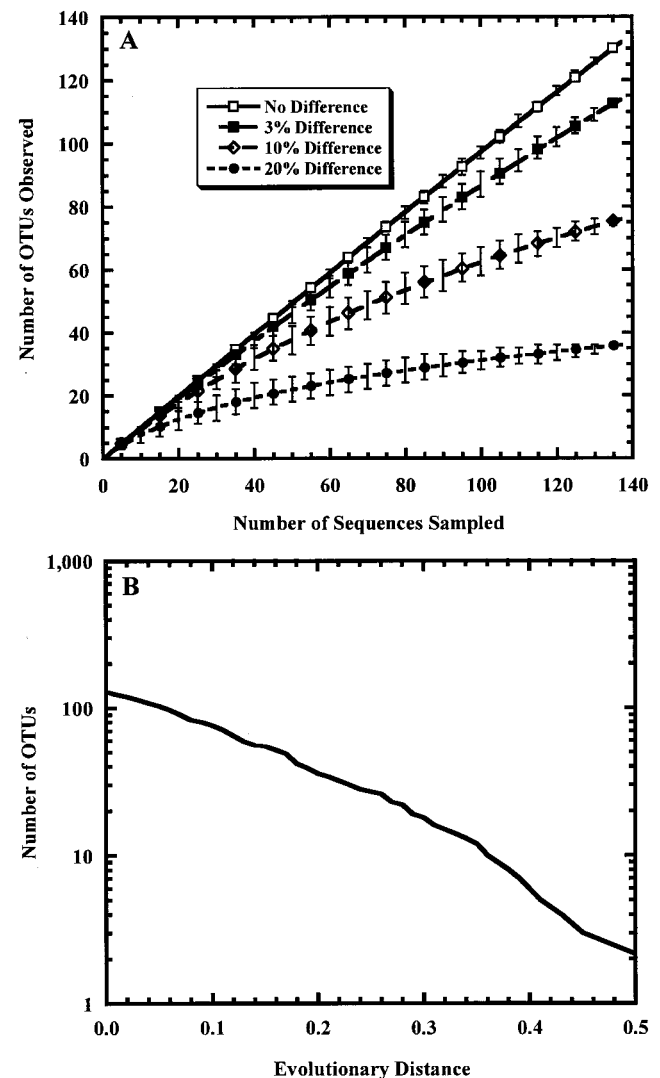 A
140
120
100
80
60
40
20
0
Number of OTUs Observed
No Difference
3% Difference
10% Difference
20% Difference
0 20 40 60 80 100 120 140
Number of Sequences Sampled
B
1,000
100
10
1
Number of OTUs
0.0 0.1 0.2 0.3 0.4 0.5
Evolutionary Distance